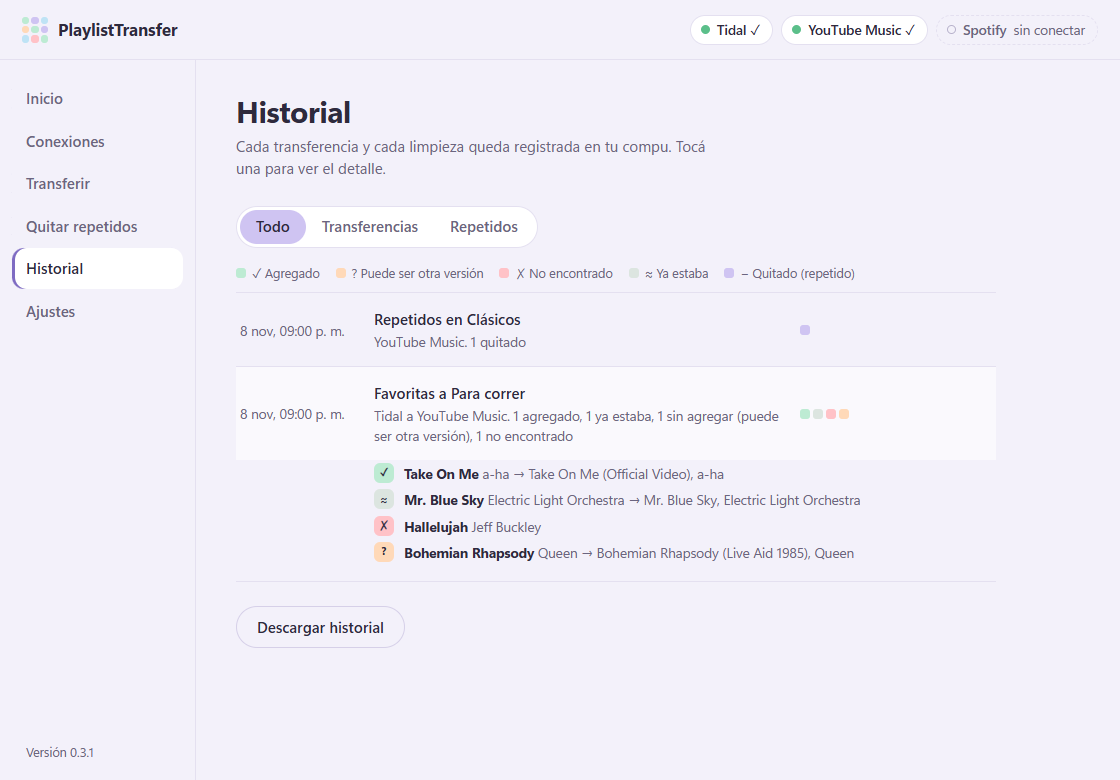 PlaylistTransfer
Tidal ✓
YouTube Music ✓
Spotify sin conectar
Inicio
Conexiones
Transferir
Quitar repetidos
Historial
Ajustes
Versión 0.3.1
Historial
Cada transferencia y cada limpieza queda registrada en tu compu. Tocá
una para ver el detalle.
Todo Transferencias Repetidos
✓ Agregado ? Puede ser otra versión ✗ No encontrado ≈ Ya estaba – Quitado (repetido)
8 nov, 09:00 p. m.
Repetidos en Clásicos
YouTube Music. 1 quitado
8 nov, 09:00 p. m.
Favoritas a Para correr
Tidal a YouTube Music. 1 agregado, 1 ya estaba, 1 sin agregar (puede
ser otra versión), 1 no encontrado
✓ Take On Me a-ha → Take On Me (Official Video), a-ha
≈ Mr. Blue Sky Electric Light Orchestra → Mr. Blue Sky, Electric Light Orchestra
✗ Hallelujah Jeff Buckley
? Bohemian Rhapsody Queen → Bohemian Rhapsody (Live Aid 1985), Queen
Descargar historial